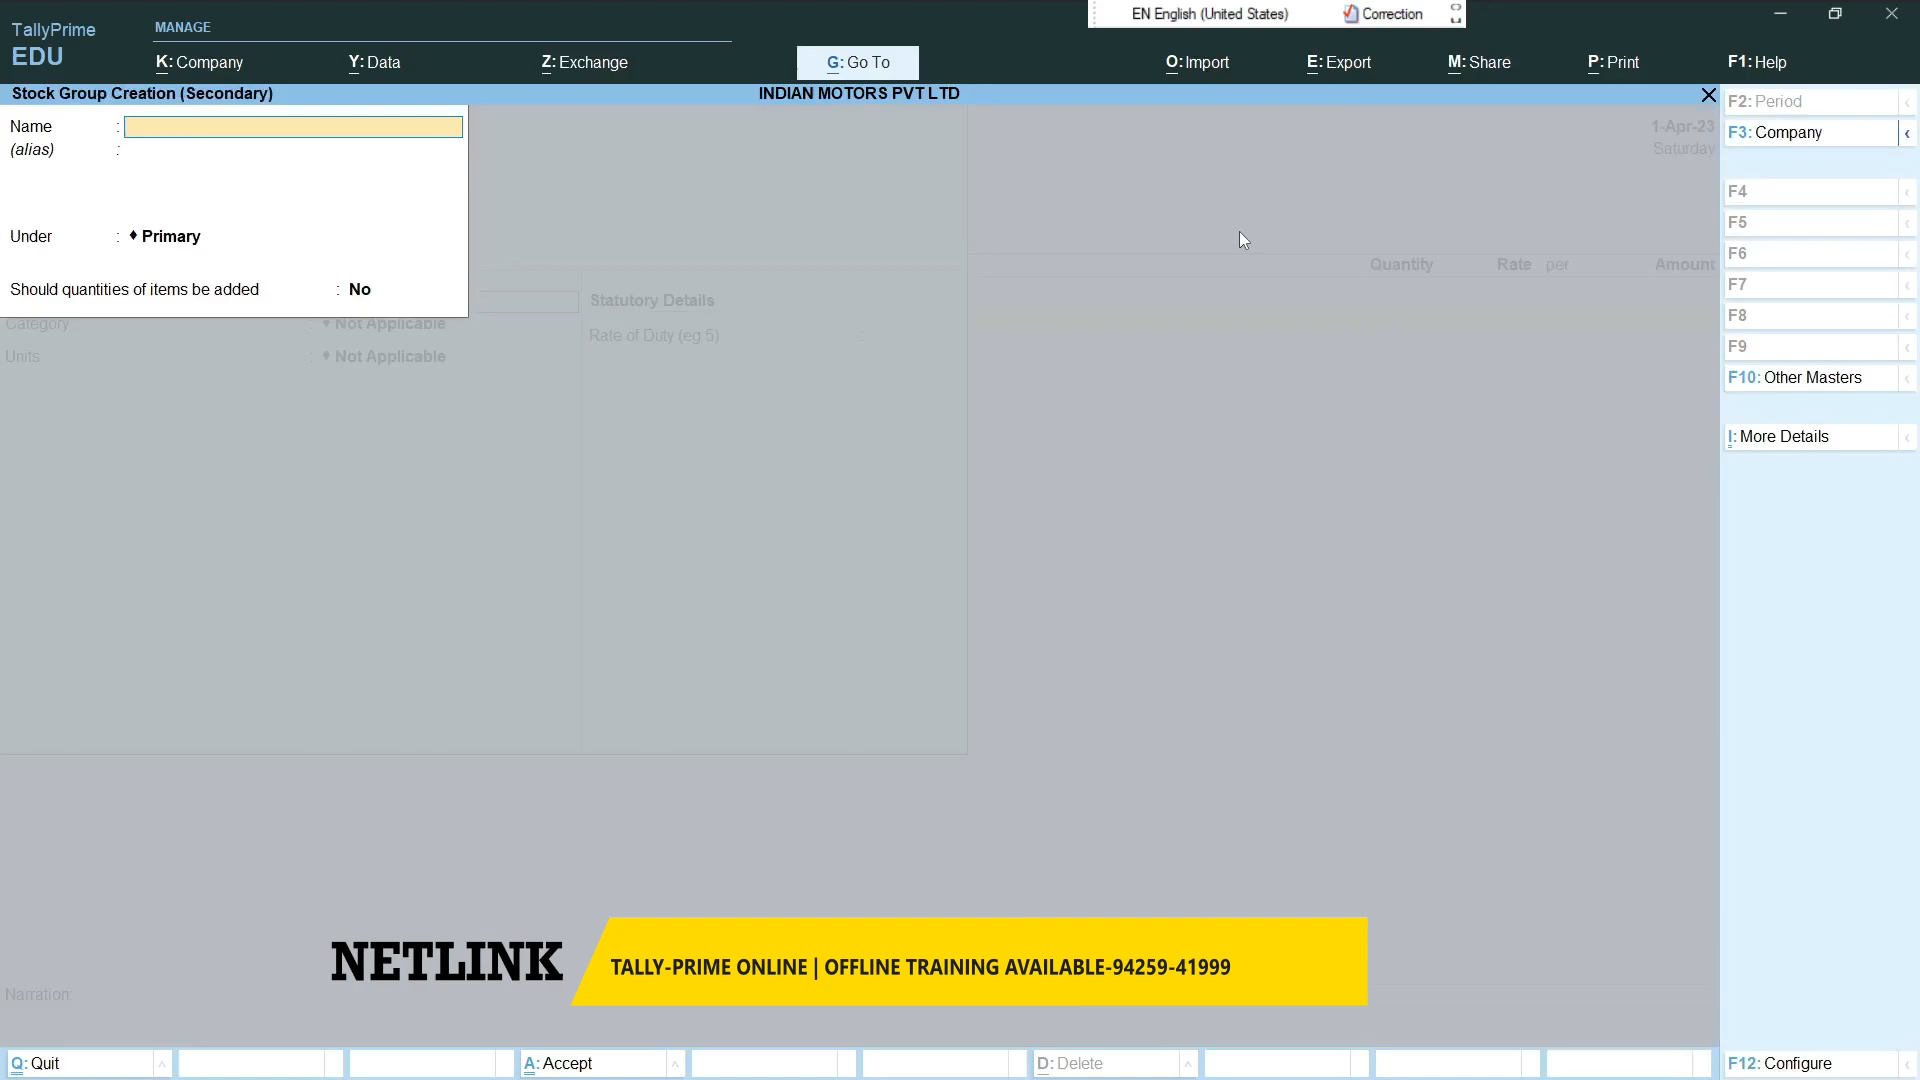 TallyPrime
EDU
MANAGE
K: Company
Y: Data
Z: Exchange
G: Go To
O: Import
E: Export
M: Share
P: Print
F1: Help
EN English (United States)
Correction
Stock Group Creation (Secondary)
INDIAN MOTORS PVT LTD
Name :
(alias) :
Under : ♦ Primary
Should quantities of items be added : No
Category : ♦ Not Applicable
Units : ♦ Not Applicable
Statutory Details
Rate of Duty (eg 5) :
1-Apr-23
Saturday
Quantity Rate per Amount
Narration:
F2: Period
F3: Company
F4
F5
F6
F7
F8
F9
F10: Other Masters
I: More Details
F12: Configure
NETLINK
TALLY-PRIME ONLINE | OFFLINE TRAINING AVAILABLE-94259-41999
Q: Quit
A: Accept
D: Delete